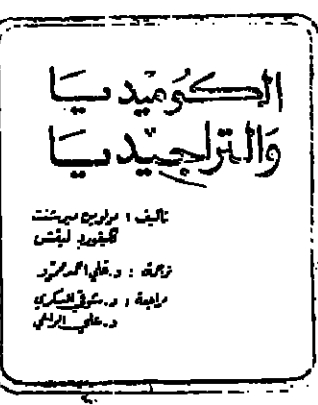 الكوميديا
والتراجيديا
تأليف : مولوين ميرشنت
كليفورد ليتش
ترجمة : د. علي أحمد محمود
مراجعة : د. شوقي السكري
د. علي الراعي